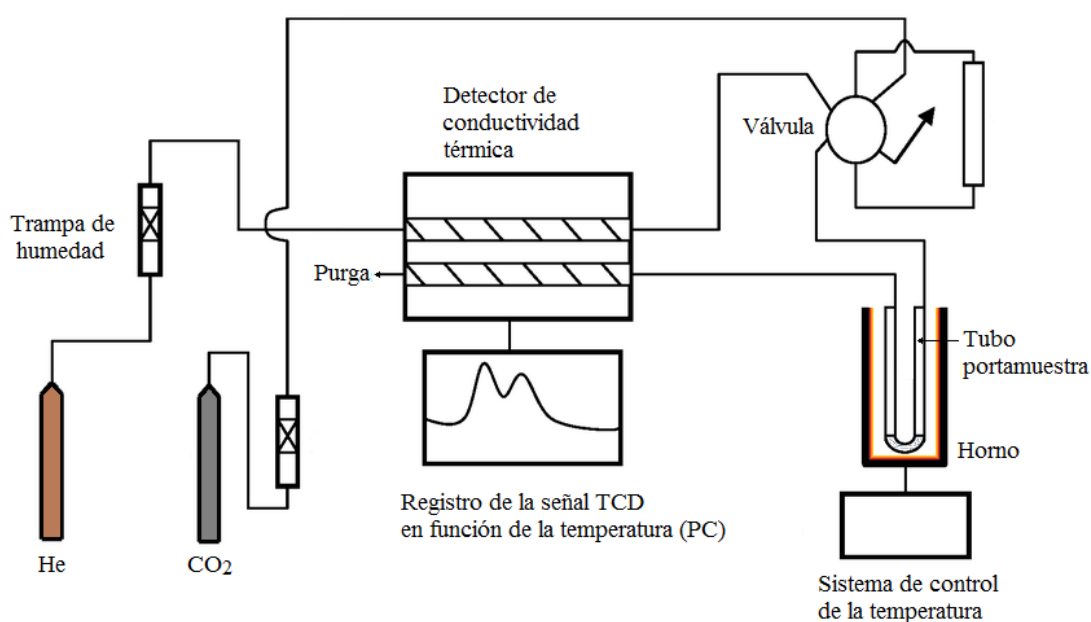 Detector de
conductividad
térmica
Válvula
Trampa de
humedad
Purga
Tubo
portamuestra
Horno
Registro de la señal TCD
en función de la temperatura (PC)
He
CO2
Sistema de control
de la temperatura